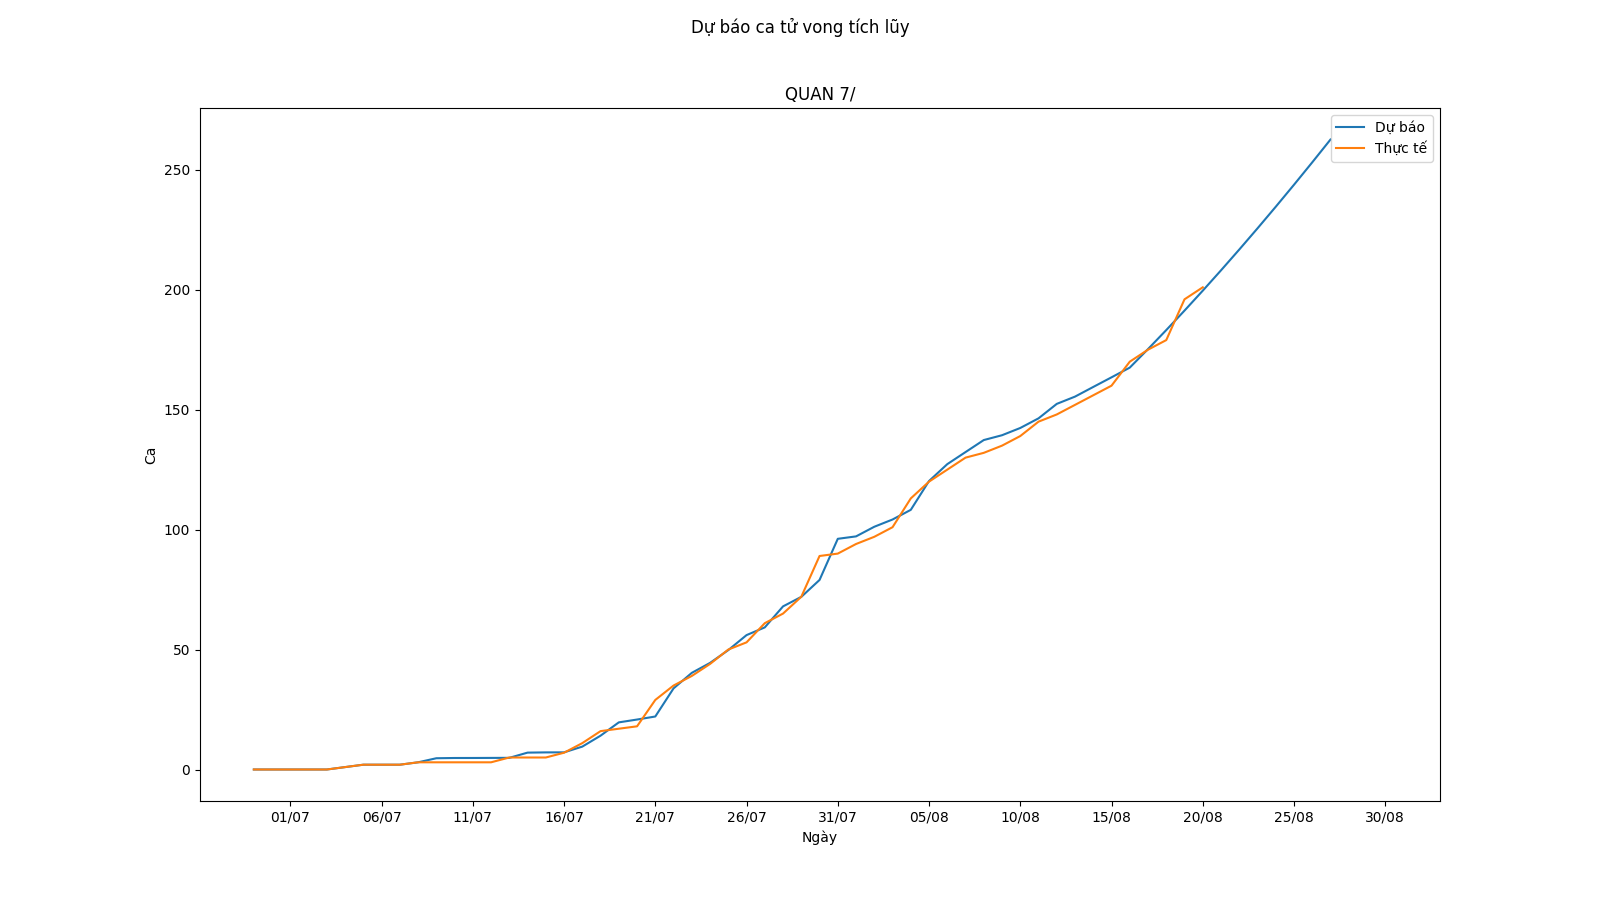 Dự báo ca tử vong tích lũy
QUAN 7/
Dự báo
Thực tế
250
200
150
100
50
0
Ca
01/07 06/07 11/07 16/07 21/07 26/07 31/07 05/08 10/08 15/08 20/08 25/08 30/08
Ngày